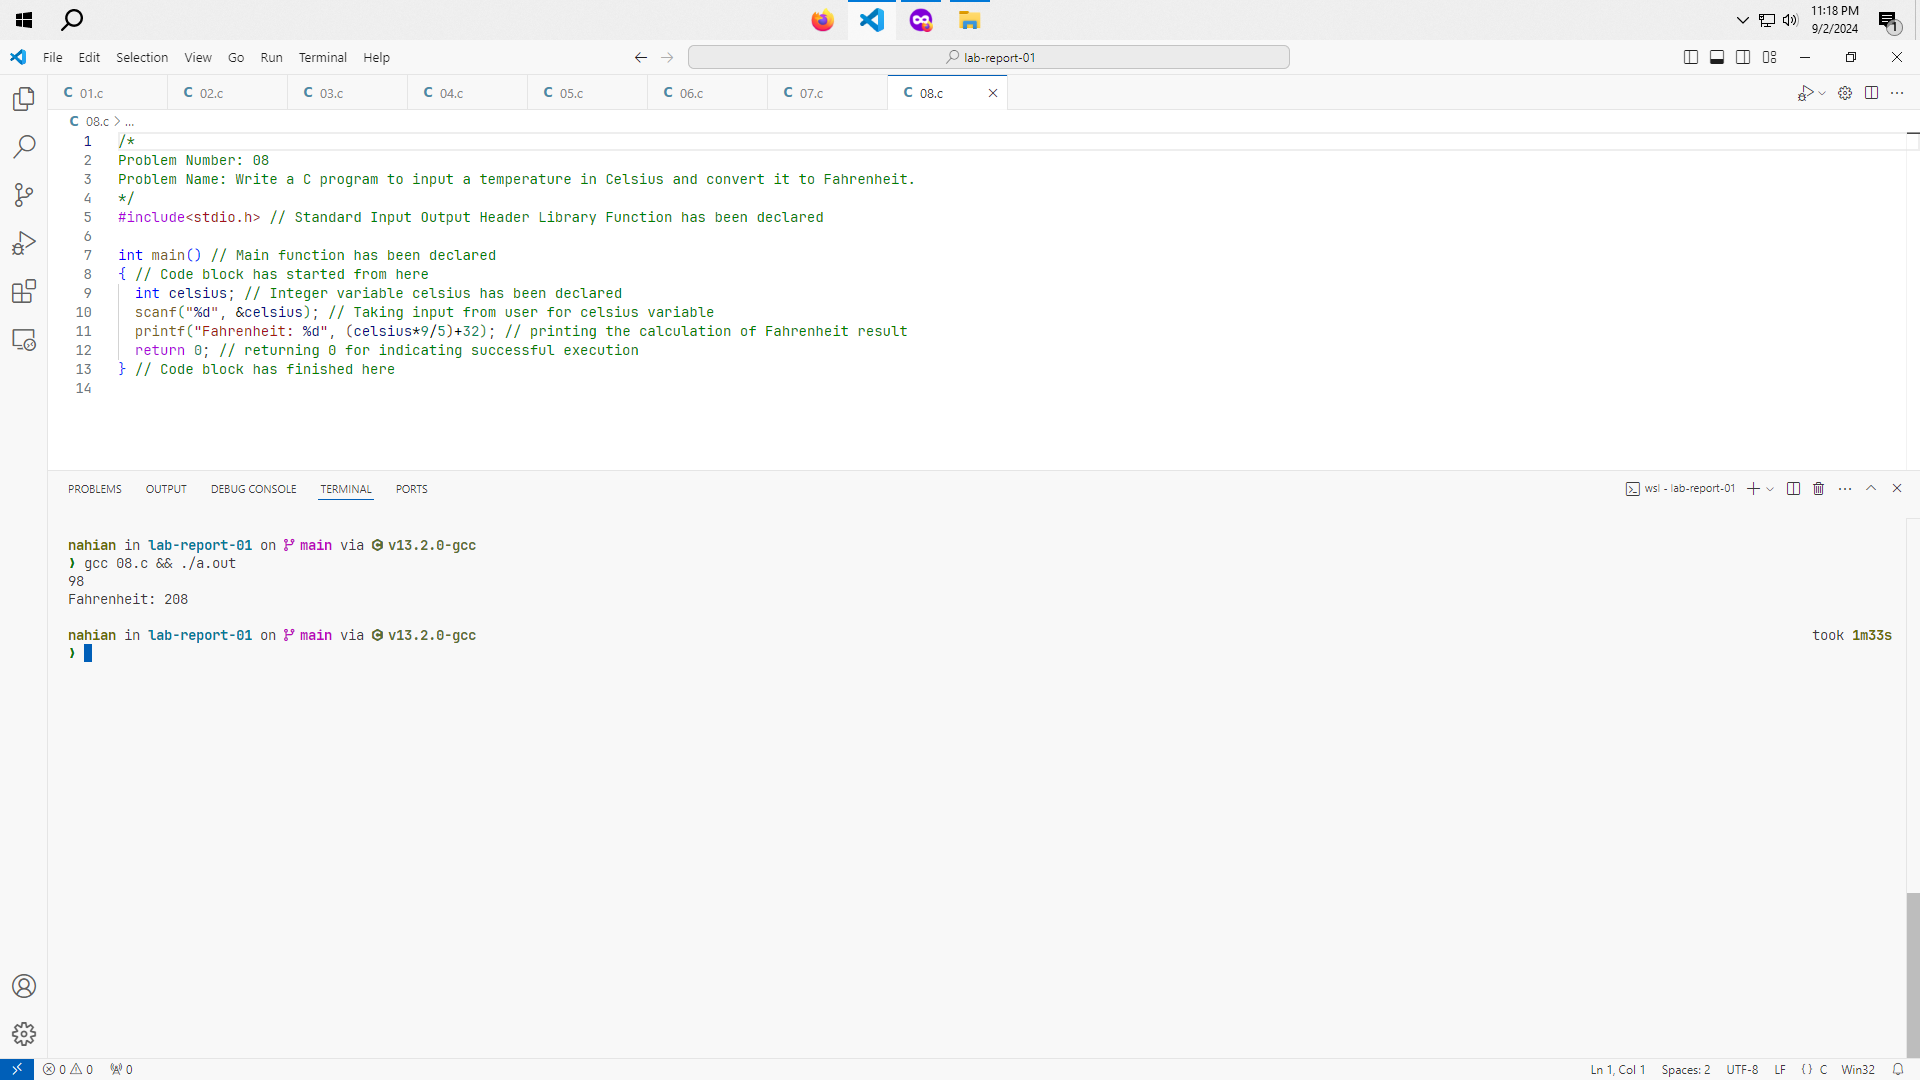 11:18 PM
9/2/2024
1
File Edit Selection View Go Run Terminal Help
lab-report-01
C 01.c C 02.c C 03.c C 04.c C 05.c C 06.c C 07.c C 08.c
C 08.c > ...
1 /*
2 Problem Number: 08
3 Problem Name: Write a C program to input a temperature in Celsius and convert it to Fahrenheit.
4 */
5 #include<stdio.h> // Standard Input Output Header Library Function has been declared
6
7 int main() // Main function has been declared
8 { // Code block has started from here
9 int celsius; // Integer variable celsius has been declared
10 scanf("%d", &celsius); // Taking input from user for celsius variable
11 printf("Fahrenheit: %d", (celsius*9/5)+32); // printing the calculation of Fahrenheit result
12 return 0; // returning 0 for indicating successful execution
13 } // Code block has finished here
14
PROBLEMS OUTPUT DEBUG CONSOLE TERMINAL PORTS
wsl - lab-report-01
nahian in lab-report-01 on main via C v13.2.0-gcc
❯ gcc 08.c && ./a.out
98
Fahrenheit: 208
nahian in lab-report-01 on main via C v13.2.0-gcc took 1m33s
❯
0 0 0
Ln 1, Col 1 Spaces: 2 UTF-8 LF {} C Win32